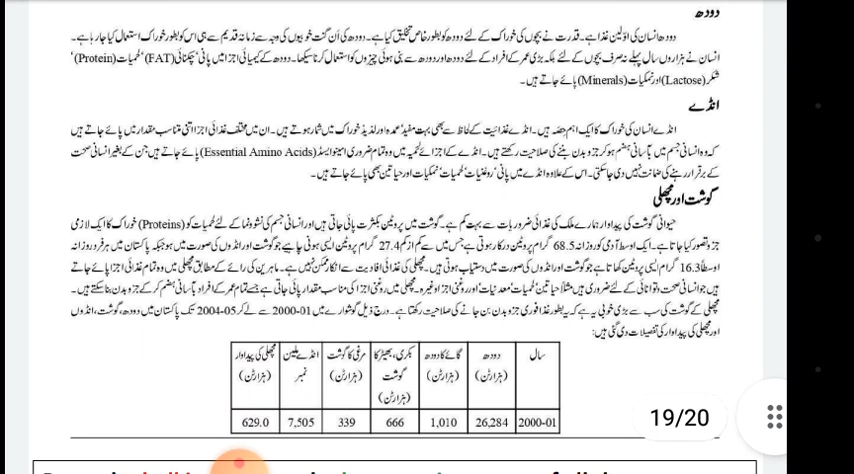 دودھ
دودھ انسان کی اوّلین غذا ہے۔ قدرت نے بچوں کی خوراک کے لئے دودھ کو بطور خاص تخلیق کیا ہے۔ دودھ کی اَن گنت خوبیوں کی وجہ سے زمانہ قدیم سے ہی اس کو بطور خوراک استعمال کیا جا رہا ہے۔
انسان نے ہزاروں سال پہلے نہ صرف بچوں کے لئے بلکہ بڑی عمر کے افراد کے لئے دودھ اور دودھ سے بنی ہوئی چیزوں کو استعمال کرنا سیکھا۔ دودھ کے کیمیائی اجزا میں پانی، چکنائی (FAT)، لحمیات (Protein)،
شکر (Lactose) اور نمکیات (Minerals) پائے جاتے ہیں۔
انڈے
انڈے انسان کی خوراک کا ایک اہم حصّہ ہیں۔ انڈے غذائیت کے لحاظ سے بھی بہت مفید، عمدہ اور لذیذ خوراک میں شمار ہوتے ہیں۔ ان میں مختلف غذائی اجزا اتنی متناسب مقدار میں پائے جاتے ہیں
کہ وہ انسانی جسم میں بآسانی ہضم ہو کر جزو بدن بننے کی صلاحیت رکھتے ہیں۔ انڈے کے اجزائے لحمیہ میں وہ تمام ضروری امینو ایسڈ (Essential Amino Acids) پائے جاتے ہیں جن کے بغیر انسانی صحت
کے برقرار رہنے کی ضمانت نہیں دی جا سکتی۔ اس کے علاوہ انڈے میں پانی، روغنیات، لحمیات، نمکیات اور حیاتین بھی پائے جاتے ہیں۔
گوشت اور مچھلی
حیوانی گوشت کی پیداوار ہمارے ملک کی غذائی ضروریات سے بہت کم ہے۔ گوشت میں پروٹین بکثرت پائی جاتی ہیں اور انسانی جسم کی نشوونما کے لئے لحمیات کو (Proteins) خوراک کا ایک لازمی
جزو تصور کیا جاتا ہے۔ ایک اوسط آدمی کو روزانہ 68.5 گرام پروٹین درکار ہوتی ہے جس میں سے کم از کم 27.4 گرام پروٹین ایسی ہونی چاہیے جو گوشت اور انڈوں کی صورت میں ہو جبکہ پاکستان میں ہر فرد روزانہ
اوسطاً 16.3 گرام ایسی پروٹین کھاتا ہے جو گوشت اور انڈوں کی صورت میں دستیاب ہوتی ہیں۔ مچھلی کی غذائی افادیت سے انکار ممکن نہیں ہے۔ ماہرین کی رائے کے مطابق مچھلی میں وہ تمام غذائی اجزا پائے جاتے
ہیں جو انسانی صحت و توانائی کے لئے ضروری ہیں مثلاً حیاتین، لحمیات، معدنیات، اور روغنی اجزا وغیرہ۔ مچھلی میں روغنی اجزا کی مناسب مقدار پائی جاتی ہے جسے تمام عمر کے افراد بآسانی ہضم کر کے جزو بدن بنا سکتے ہیں۔
مچھلی کے گوشت کی سب سے بڑی خوبی یہ ہے کہ یہ بطور غذا فوری جزو بدن بن جانے کی صلاحیت رکھتا ہے۔ درج ذیل گوشوارے میں 2000-01 سے لے کر 2004-05 تک پاکستان میں دودھ، گوشت، انڈوں
اور مچھلی کی پیداوار کی تفصیلات دی گئی ہیں:
سال دودھ (ہزار ٹن) گائے کا دودھ (ہزار ٹن) بکری، بھیڑ کا گوشت (ہزار ٹن) مرغی کا گوشت (ہزار ٹن) انڈے ملین نمبر مچھلی کی پیداوار (ہزار ٹن)
2000-01 26,284 1,010 666 339 7,505 629.0
19/20